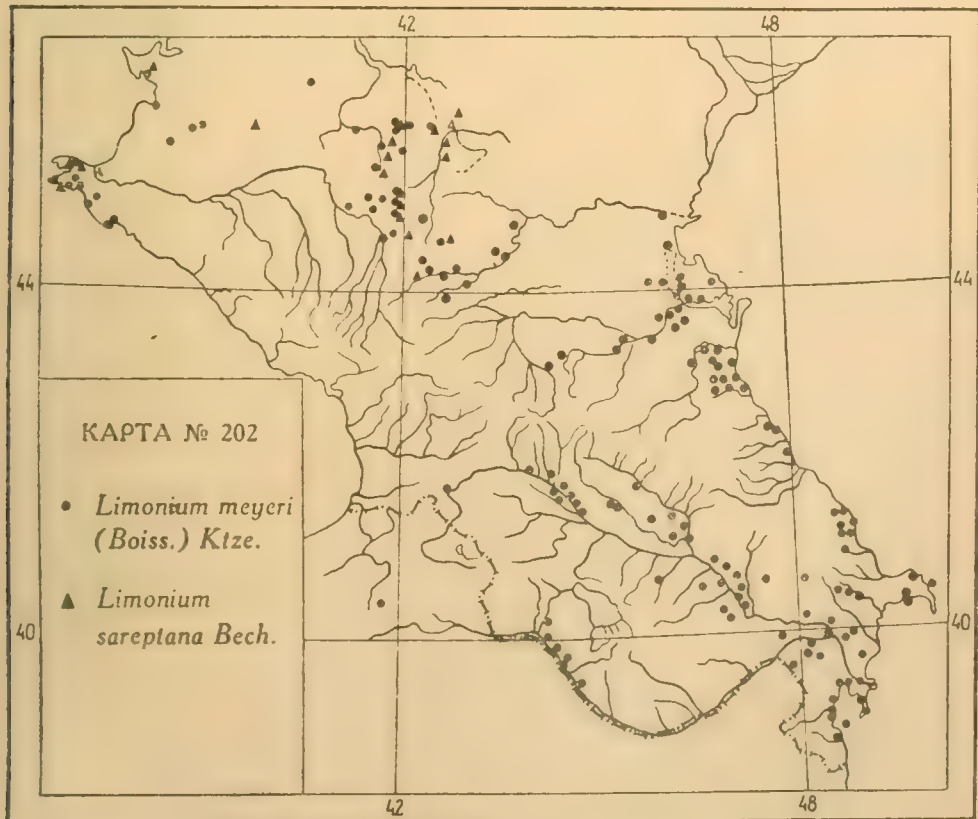 42
48
44
44
КАРТА № 202
Limonium meyeri
(Boiss.) Ktze.
Limonium
sareptana Bech.
40
40
42
48